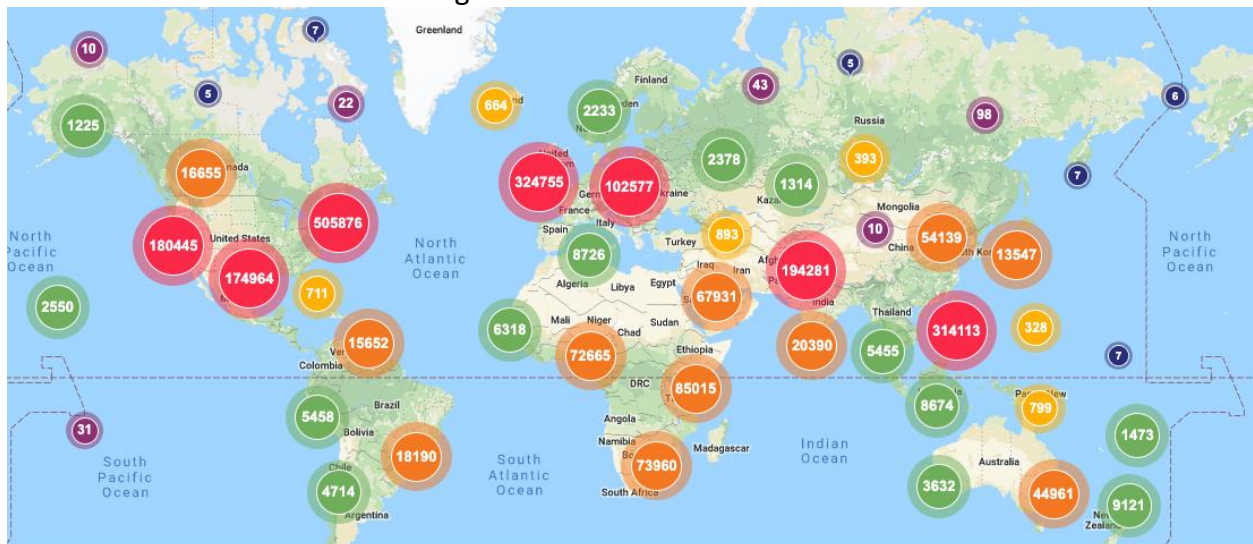 10
7
Greenland
5
22
1225
16655
505876
180445
United States
174964
711
2550
North
Pacific
Ocean
North
Atlantic
Ocean
664
2233
Finland
43
5
98
6
Russia
2378
393
1314
7
324755
102577
France
Spain
Italy
Turkey
893
Mongolia
10
China
54139
13547
North
Pacific
Ocean
8726
Algeria
Libya
Egypt
Iraq
Iran
67931
194281
India
Thailand
314113
328
7
6318
Mali
Niger
Chad
Sudan
72665
Ethiopia
20390
5455
15652
Colombia
DRC
85015
8674
799
5458
Brazil
Bolivia
31
South
Pacific
Ocean
18190
Chile
4714
Argentina
South
Atlantic
Ocean
Angola
Namibia
73960
Madagascar
South Africa
Indian
Ocean
1473
Australia
3632
44961
9121
New
Zealand